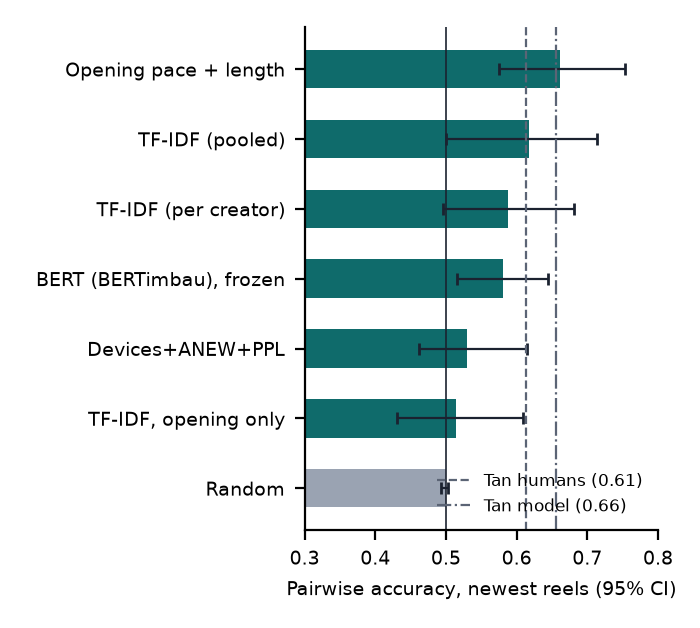 Opening pace + length
TF-IDF (pooled)
TF-IDF (per creator)
BERT (BERTimbau), frozen
Devices+ANEW+PPL
TF-IDF, opening only
Random
Tan humans (0.61)
Tan model (0.66)
0.3 0.4 0.5 0.6 0.7 0.8
Pairwise accuracy, newest reels (95% CI)